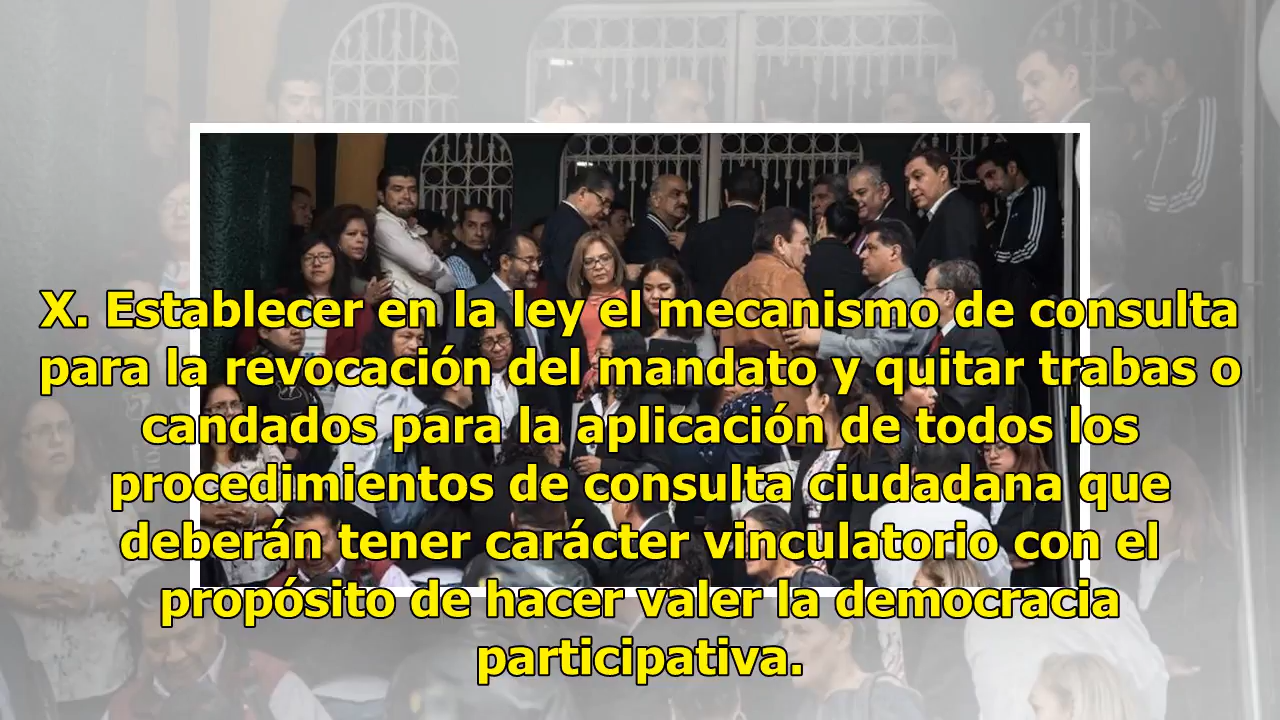 X. Establecer en la ley el mecanismo de consulta
para la revocación del mandato y quitar trabas o
candados para la aplicación de todos los
procedimientos de consulta ciudadana que
deberán tener carácter vinculatorio con el
propósito de hacer valer la democracia
participativa.